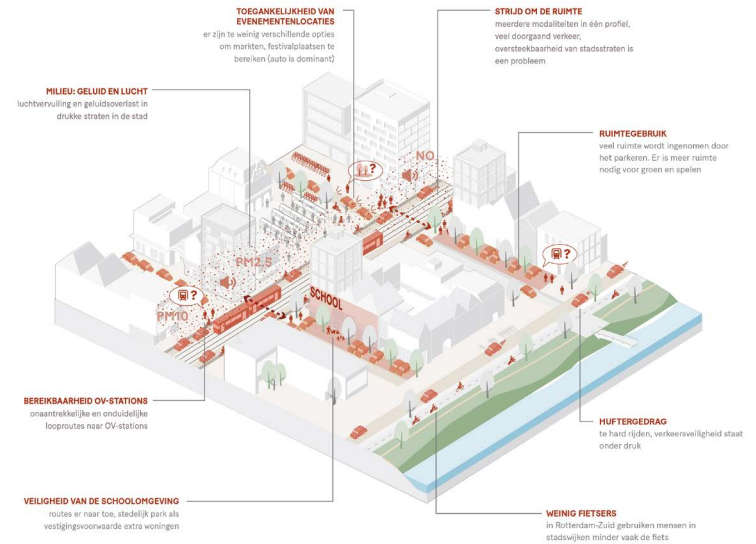 TOEGANKELIJKHEID VAN
EVENEMENTENLOCATIES
er zijn te weinig verschillende opties
om markten, festivalplaatsen te
bereiken (auto is dominant)
STRIJD OM DE RUIMTE
meerdere modaliteiten in één profiel,
veel doorgaand verkeer,
oversteekbaarheid van stadsstraten is
een probleem
MILIEU: GELUID EN LUCHT
luchtvervuiling en geluidsoverlast in
drukke straten in de stad
RUIMTEGEBRUIK
veel ruimte wordt ingenomen door
het parkeren. Er is meer ruimte
nodig voor groen en spelen
?
NO
?
PM2.5
?
SCHOOL
PM10
BEREIKBAARHEID OV-STATIONS
onaantrekkelijke en onduidelijke
looproutes naar OV-stations
HUFTERGEDRAG
te hard rijden, verkeersveiligheid staat
onder druk
VEILIGHEID VAN DE SCHOOLOMGEVING
routes er naar toe, stedelijk park als
vestigingsvoorwaarde extra woningen
WEINIG FIETSERS
in Rotterdam-Zuid gebruiken mensen in
stadswijken minder vaak de fiets